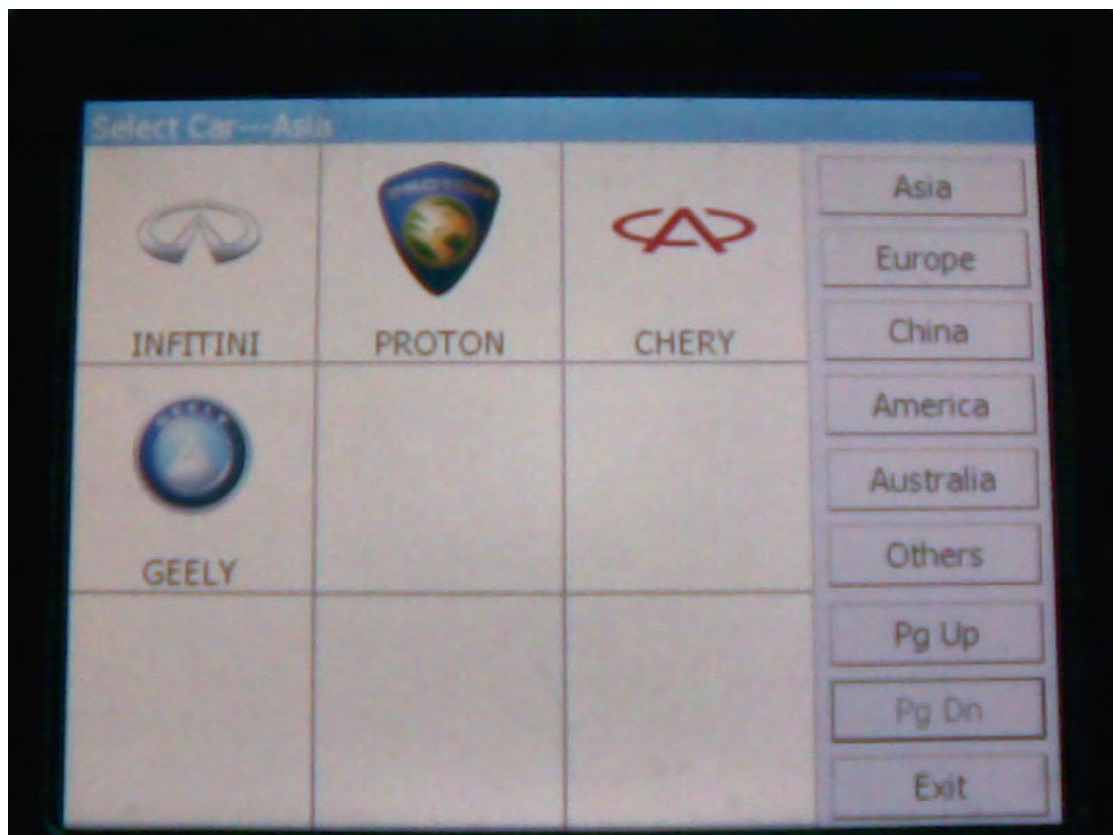 Select Car---Asia
INFITINI
PROTON
CHERY
GEELY
Asia
Europe
China
America
Australia
Others
Pg Up
Pg Dn
Exit